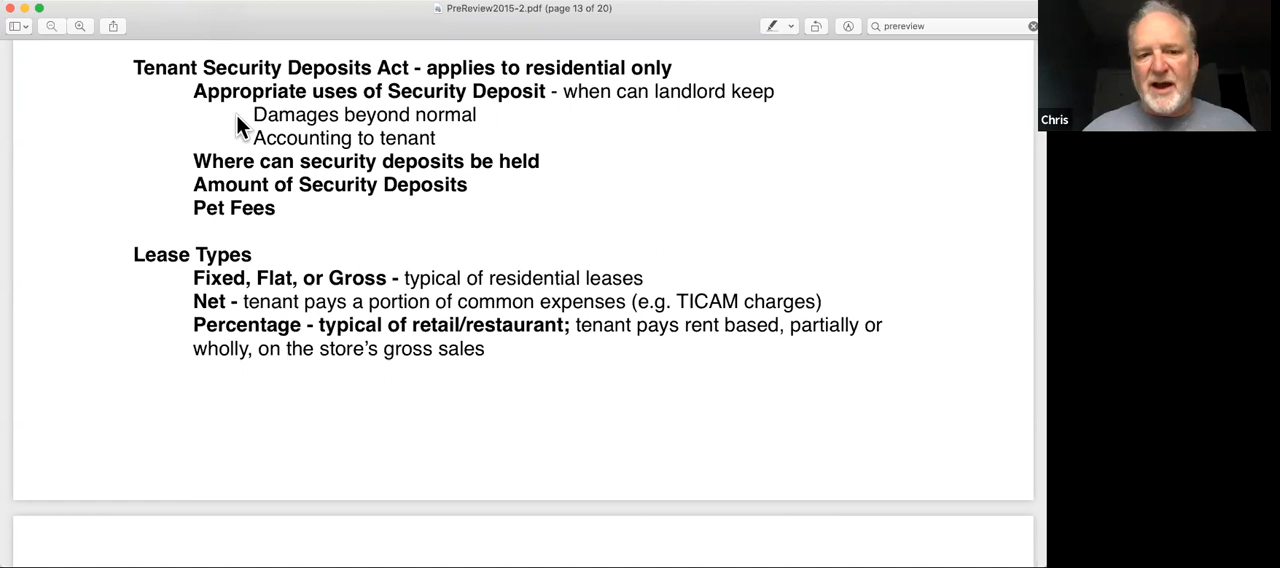 PreReview2015-2.pdf (page 13 of 20)
prereview
Tenant Security Deposits Act - applies to residential only
Appropriate uses of Security Deposit - when can landlord keep
Damages beyond normal
Accounting to tenant
Where can security deposits be held
Amount of Security Deposits
Pet Fees
Lease Types
Fixed, Flat, or Gross - typical of residential leases
Net - tenant pays a portion of common expenses (e.g. TICAM charges)
Percentage - typical of retail/restaurant; tenant pays rent based, partially or
wholly, on the store's gross sales
Chris